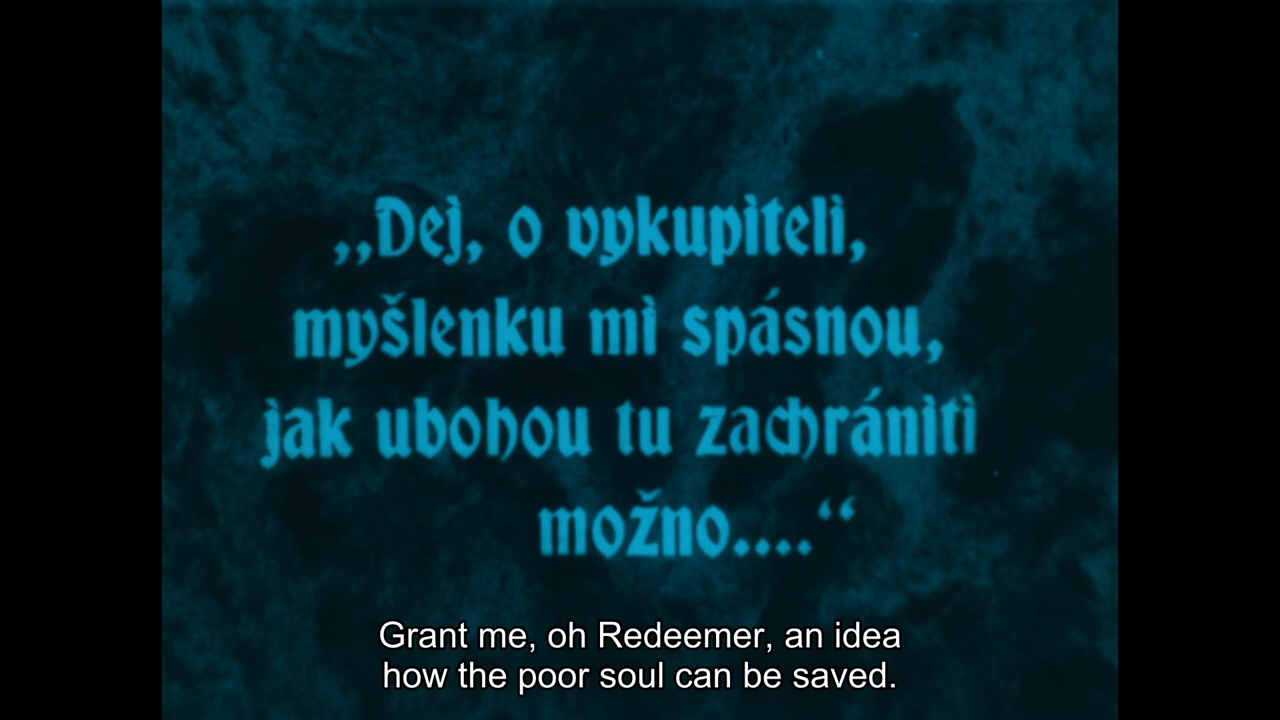 ,,Dej, o vykupiteli,
myšlenku mi spásnou,
jak ubohou tu zachrániti
možno....“
Grant me, oh Redeemer, an idea
how the poor soul can be saved.